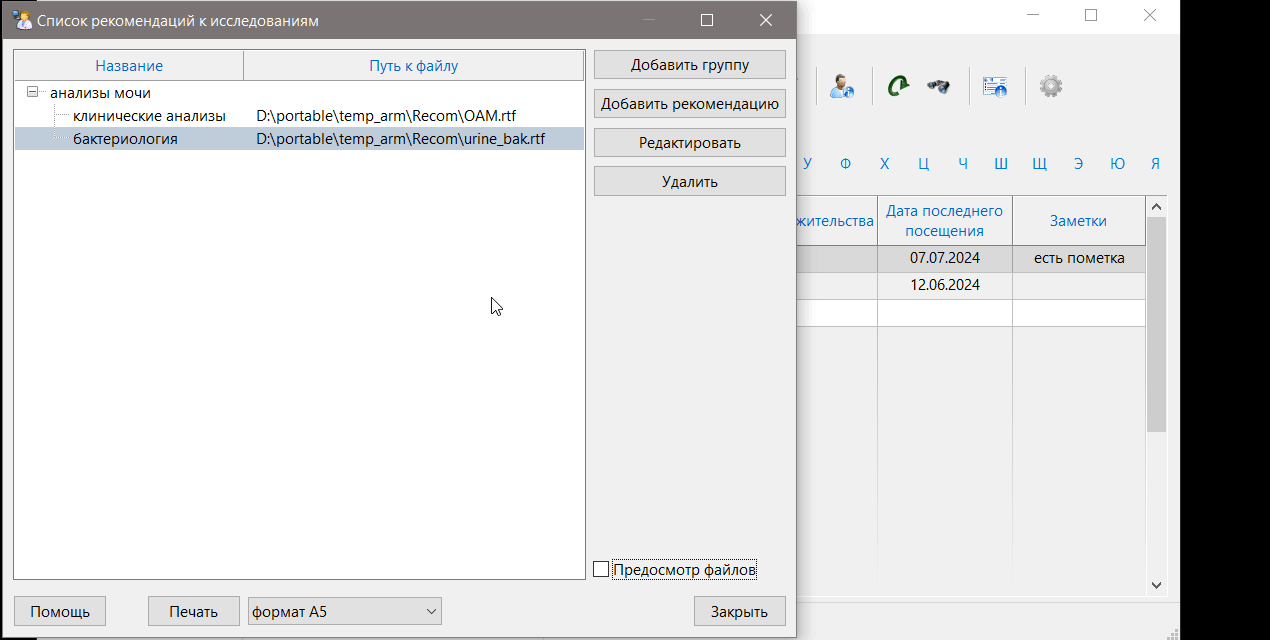 Список рекомендаций к исследованиям
Название Путь к файлу
анализы мочи
клинические анализы D:\portable\temp_arm\Recom\OAM.rtf
бактериология D:\portable\temp_arm\Recom\urine_bak.rtf
Добавить группу
Добавить рекомендацию
Редактировать
Удалить
Предосмотр файлов
Помощь Печать формат А5 Закрыть
У Ф Х Ц Ч Ш Щ Э Ю Я
жительства Дата последнего
посещения Заметки
07.07.2024 есть пометка
12.06.2024